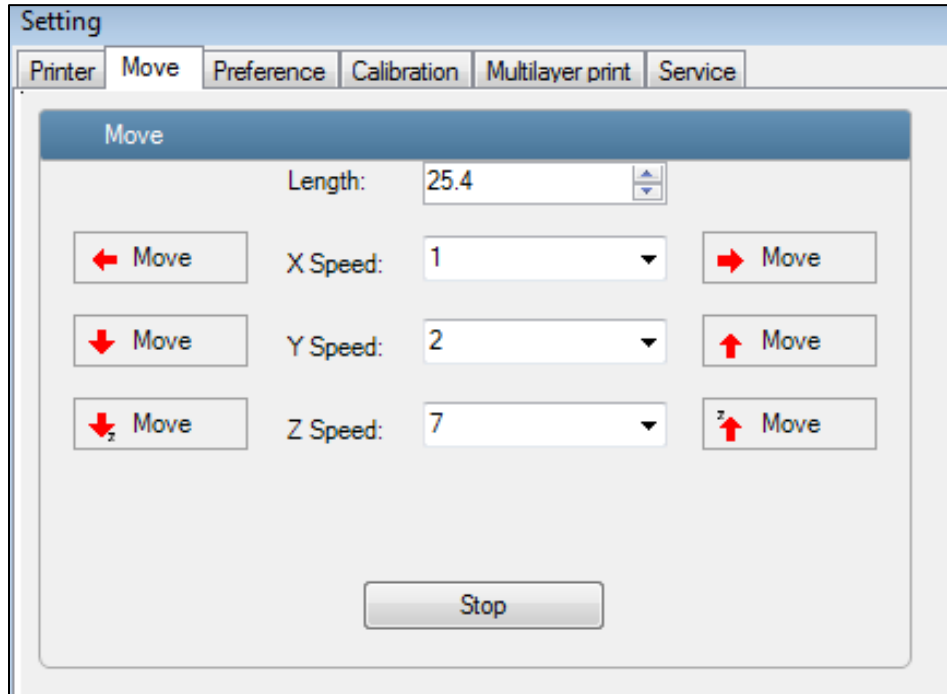 Setting
Printer Move Preference Calibration Multilayer print Service
Move
Length: 25.4
Move X Speed: 1 Move
Move Y Speed: 2 Move
z Move Z Speed: 7 z Move
Stop